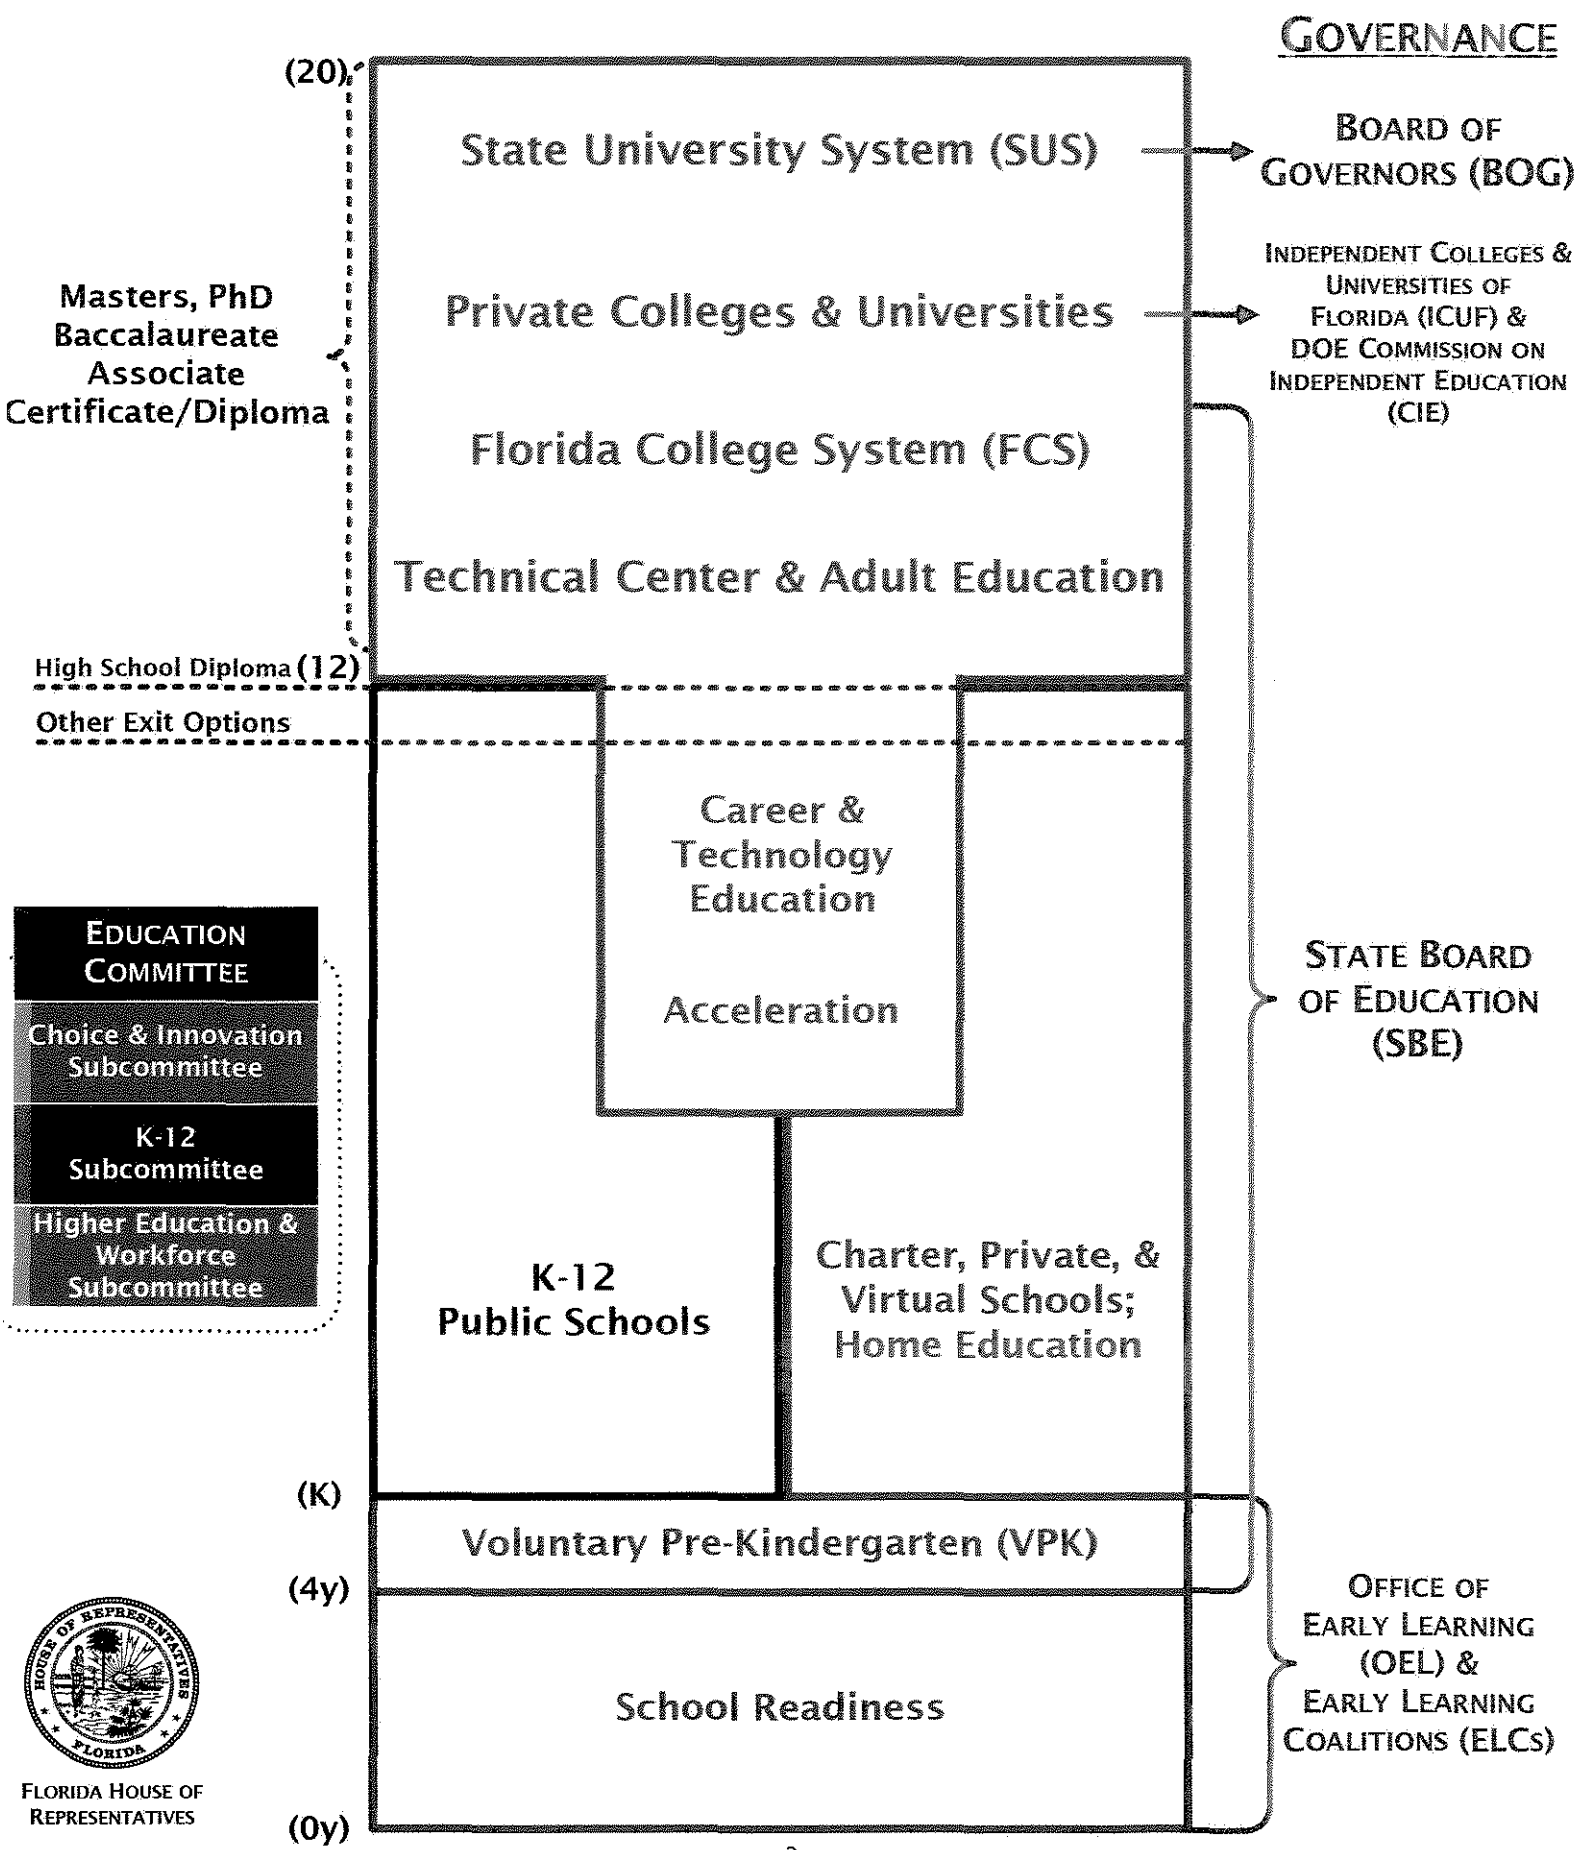 GOVERNANCE
(20)
State University System (SUS)
BOARD OF
GOVERNORS (BOG)
Masters, PhD
Baccalaureate
Associate
Certificate/Diploma
Private Colleges & Universities
INDEPENDENT COLLEGES &
UNIVERSITIES OF
FLORIDA (ICUF) &
DOE COMMISSION ON
INDEPENDENT EDUCATION
(CIE)
Florida College System (FCS)
Technical Center & Adult Education
High School Diploma (12)
Other Exit Options
Career &
Technology
Education
Acceleration
EDUCATION
COMMITTEE
Choice & Innovation
Subcommittee
K-12
Subcommittee
Higher Education &
Workforce
Subcommittee
STATE BOARD
OF EDUCATION
(SBE)
K-12
Public Schools
Charter, Private, &
Virtual Schools;
Home Education
(K)
Voluntary Pre-Kindergarten (VPK)
(4y)
School Readiness
OFFICE OF
EARLY LEARNING
(OEL) &
EARLY LEARNING
COALITIONS (ELCS)
HOUSE OF REPRESENTATIVES
FLORIDA
FLORIDA HOUSE OF
REPRESENTATIVES
(0y)